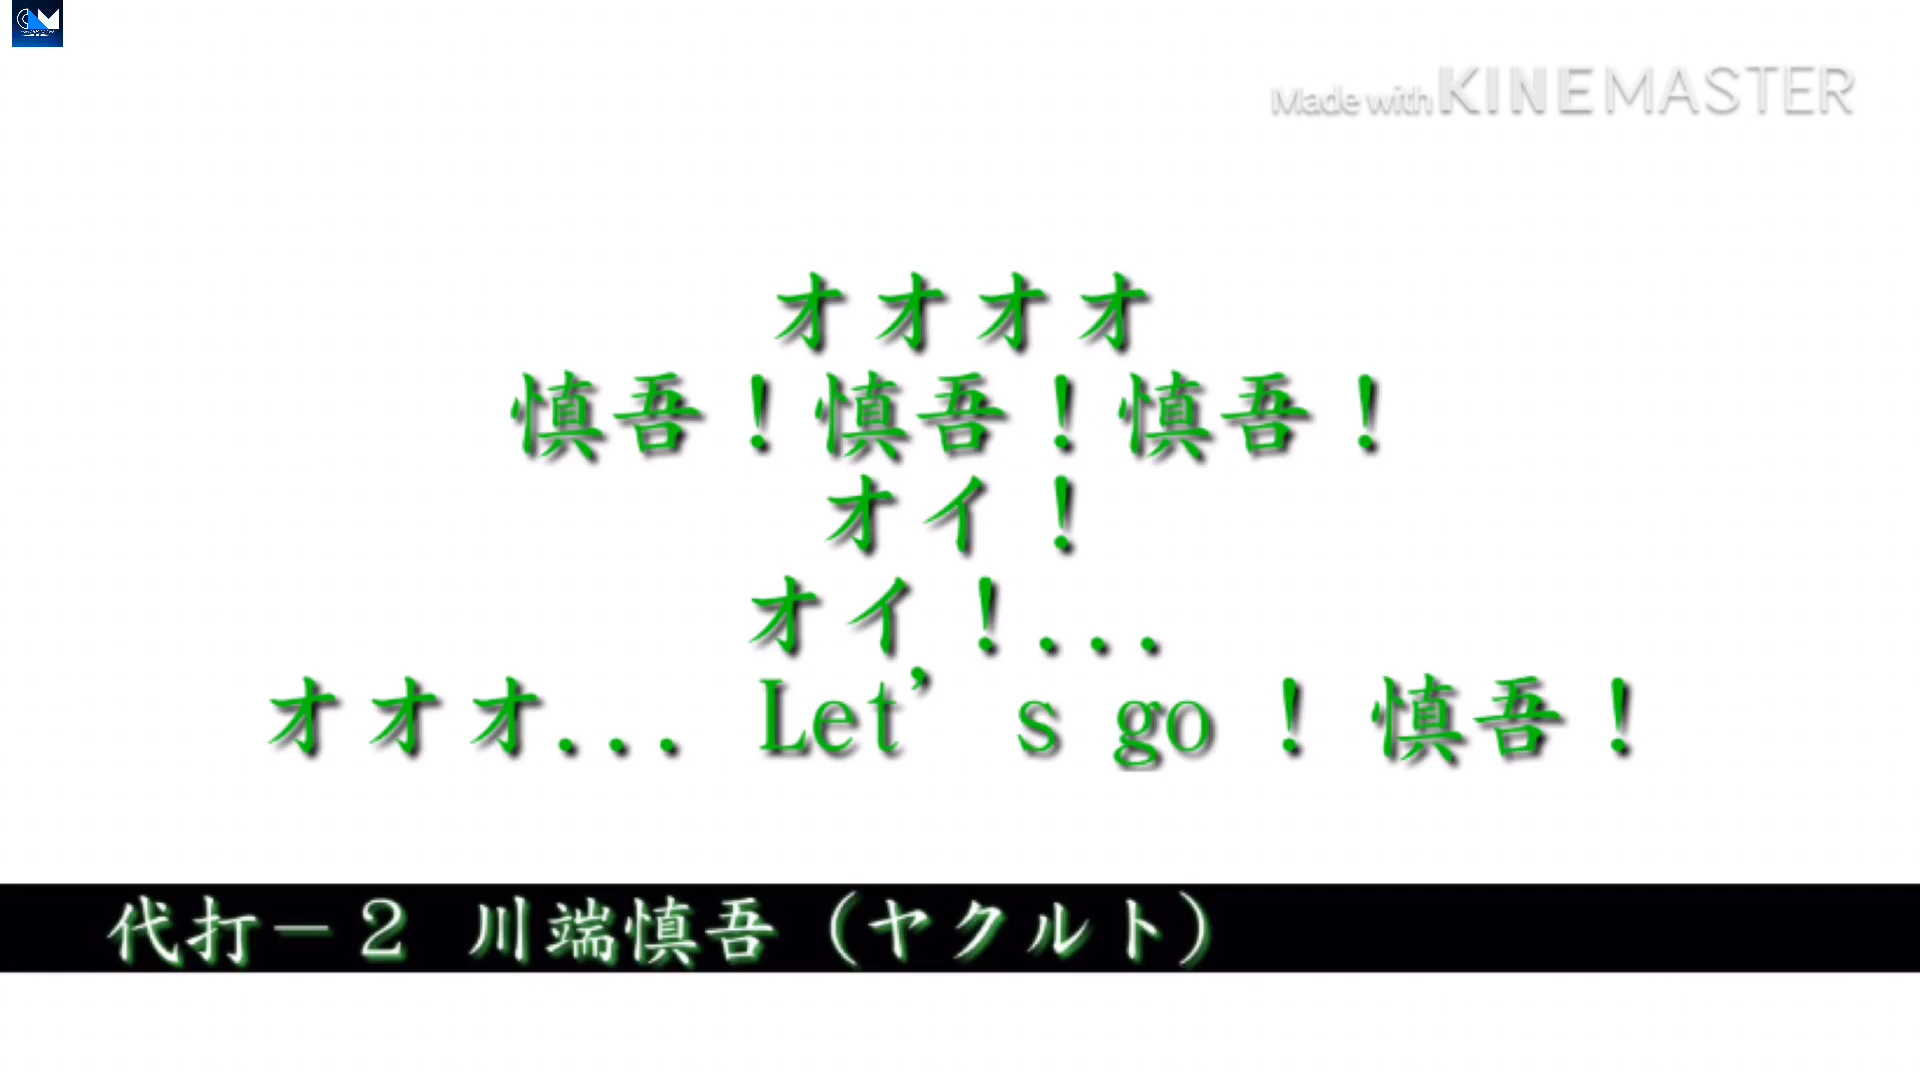 Made with KINEMASTER
オオオオ
慎吾！慎吾！慎吾！
オイ！
オイ！...
オオオ... Let’s go！慎吾！
代打－２ 川端慎吾（ヤクルト）